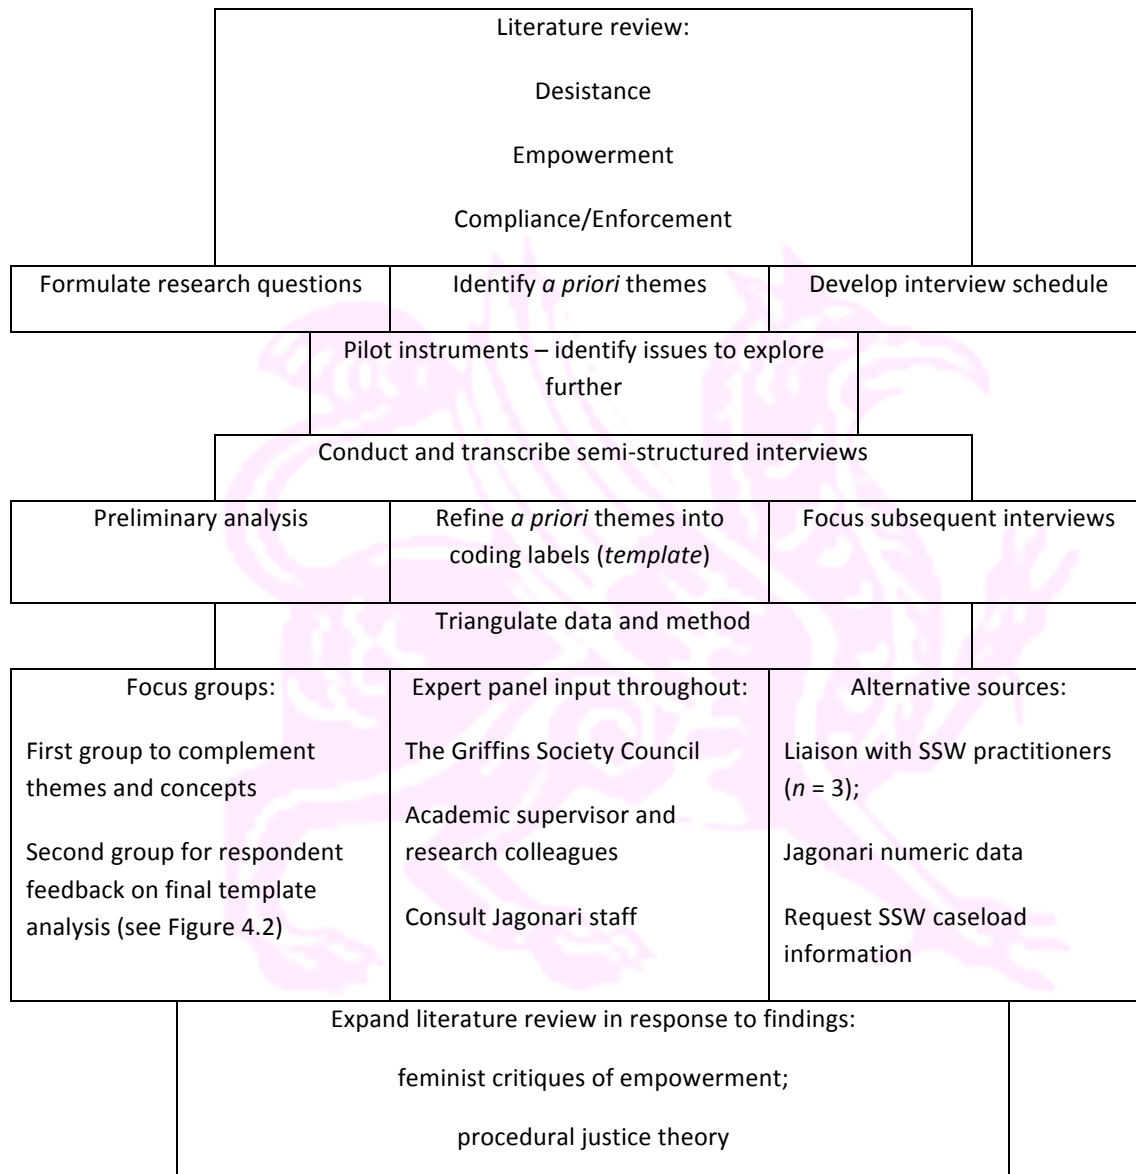 Literature review:
Desistance
Empowerment
Compliance/Enforcement
Formulate research questions
Identify a priori themes
Develop interview schedule
Pilot instruments – identify issues to explore
further
Conduct and transcribe semi-structured interviews
Preliminary analysis
Refine a priori themes into
coding labels (template)
Focus subsequent interviews
Triangulate data and method
Focus groups:
First group to complement
themes and concepts
Second group for respondent
feedback on final template
analysis (see Figure 4.2)
Expert panel input throughout:
The Griffins Society Council
Academic supervisor and
research colleagues
Consult Jagonari staff
Alternative sources:
Liaison with SSW practitioners
(n = 3);
Jagonari numeric data
Request SSW caseload
information
Expand literature review in response to findings:
feminist critiques of empowerment;
procedural justice theory